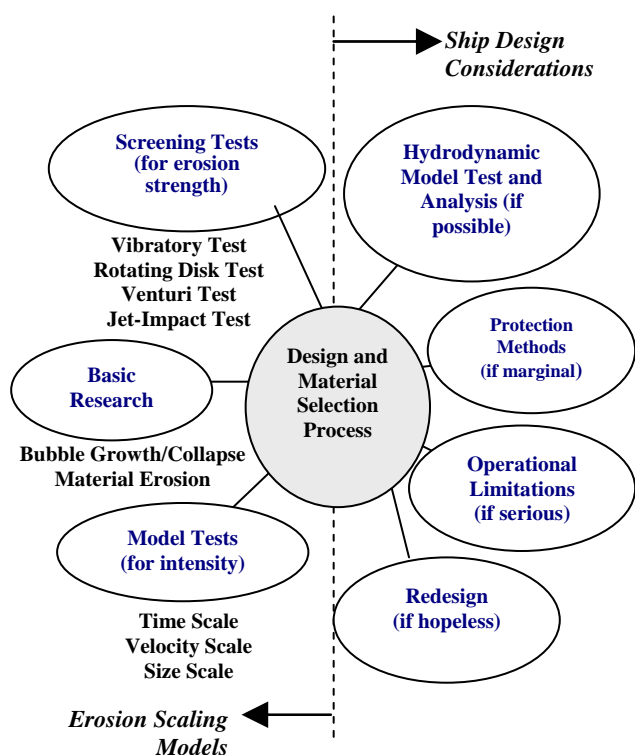 Ship Design
Considerations
Screening Tests
(for erosion
strength)
Vibratory Test
Rotating Disk Test
Venturi Test
Jet-Impact Test
Hydrodynamic
Model Test and
Analysis (if
possible)
Design and
Material
Selection
Process
Protection
Methods
(if marginal)
Basic
Research
Bubble Growth/Collapse
Material Erosion
Operational
Limitations
(if serious)
Model Tests
(for intensity)
Time Scale
Velocity Scale
Size Scale
Redesign
(if hopeless)
Erosion Scaling
Models